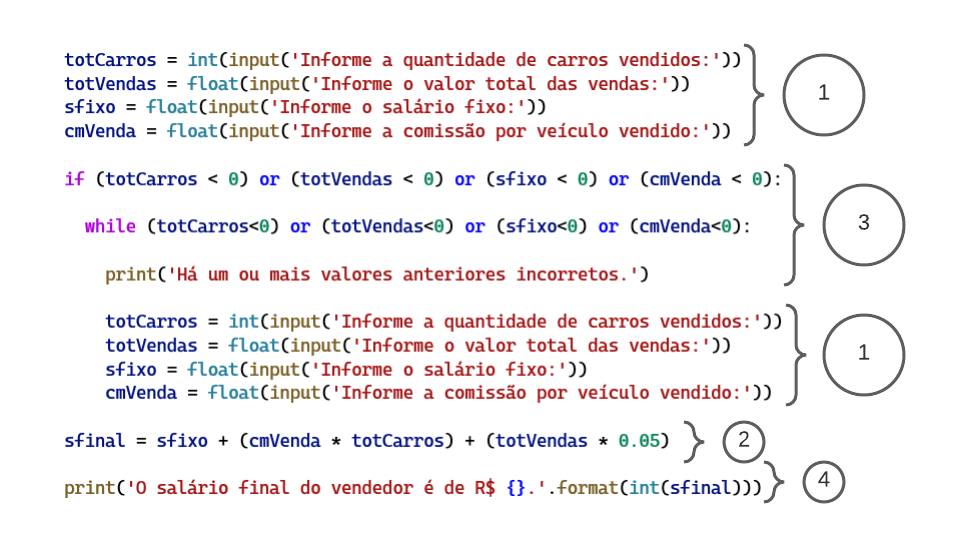 totCarros = int(input('Informe a quantidade de carros vendidos:'))
totVendas = float(input('Informe o valor total das vendas:'))
sfixo = float(input('Informe o salário fixo:'))
cmVenda = float(input('Informe a comissão por veículo vendido:'))
1
if (totCarros < 0) or (totVendas < 0) or (sfixo < 0) or (cmVenda < 0):
while (totCarros<0) or (totVendas<0) or (sfixo<0) or (cmVenda<0):
3
print('Há um ou mais valores anteriores incorretos.')
totCarros = int(input('Informe a quantidade de carros vendidos:'))
totVendas = float(input('Informe o valor total das vendas:'))
sfixo = float(input('Informe o salário fixo:'))
cmVenda = float(input('Informe a comissão por veículo vendido:'))
1
sfinal = sfixo + (cmVenda * totCarros) + (totVendas * 0.05)
2
print('O salário final do vendedor é de R$ {}.'.format(int(sfinal)))
4